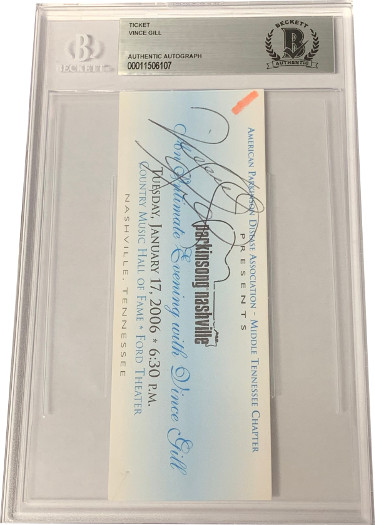 TICKET
VINCE GILL
AUTHENTIC AUTOGRAPH
00011506107
BECKETT
BECKETT
AUTHENTIC
AMERICAN PARKINSON DISEASE ASSOCIATION - MIDDLE TENNESSEE CHAPTER
PRESENTS
parkinsong nashville
An Intimate Evening with Vince Gill
TUESDAY, JANUARY 17, 2006 * 6:30 P.M.
COUNTRY MUSIC HALL OF FAME * FORD THEATER
NASHVILLE, TENNESSEE